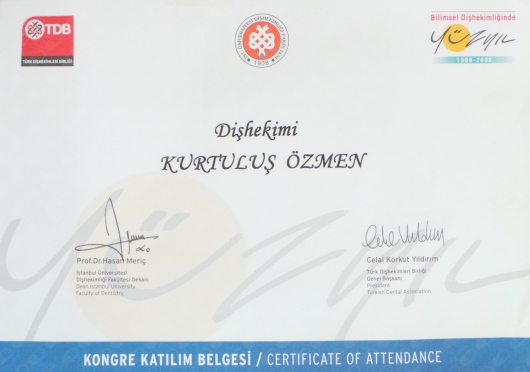 TDB
TÜRK DİŞHEKİMLERİ BİRLİĞİ
1908
Bilimsel Dişhekimliğinde
YÜZYIL
1908-2008
Dişhekimi
KURTULUŞ ÖZMEN
Prof.Dr.Hasan Meriç
İstanbul Üniversitesi
Dişhekimliği Fakültesi Dekanı
Dean Istanbul University
Faculty of Dentistry
Celal Korkut Yıldırım
Türk Dişhekimleri Birliği
Genel Başkanı
President
Turkish Dental Association
KONGRE KATILIM BELGESİ / CERTIFICATE OF ATTENDANCE